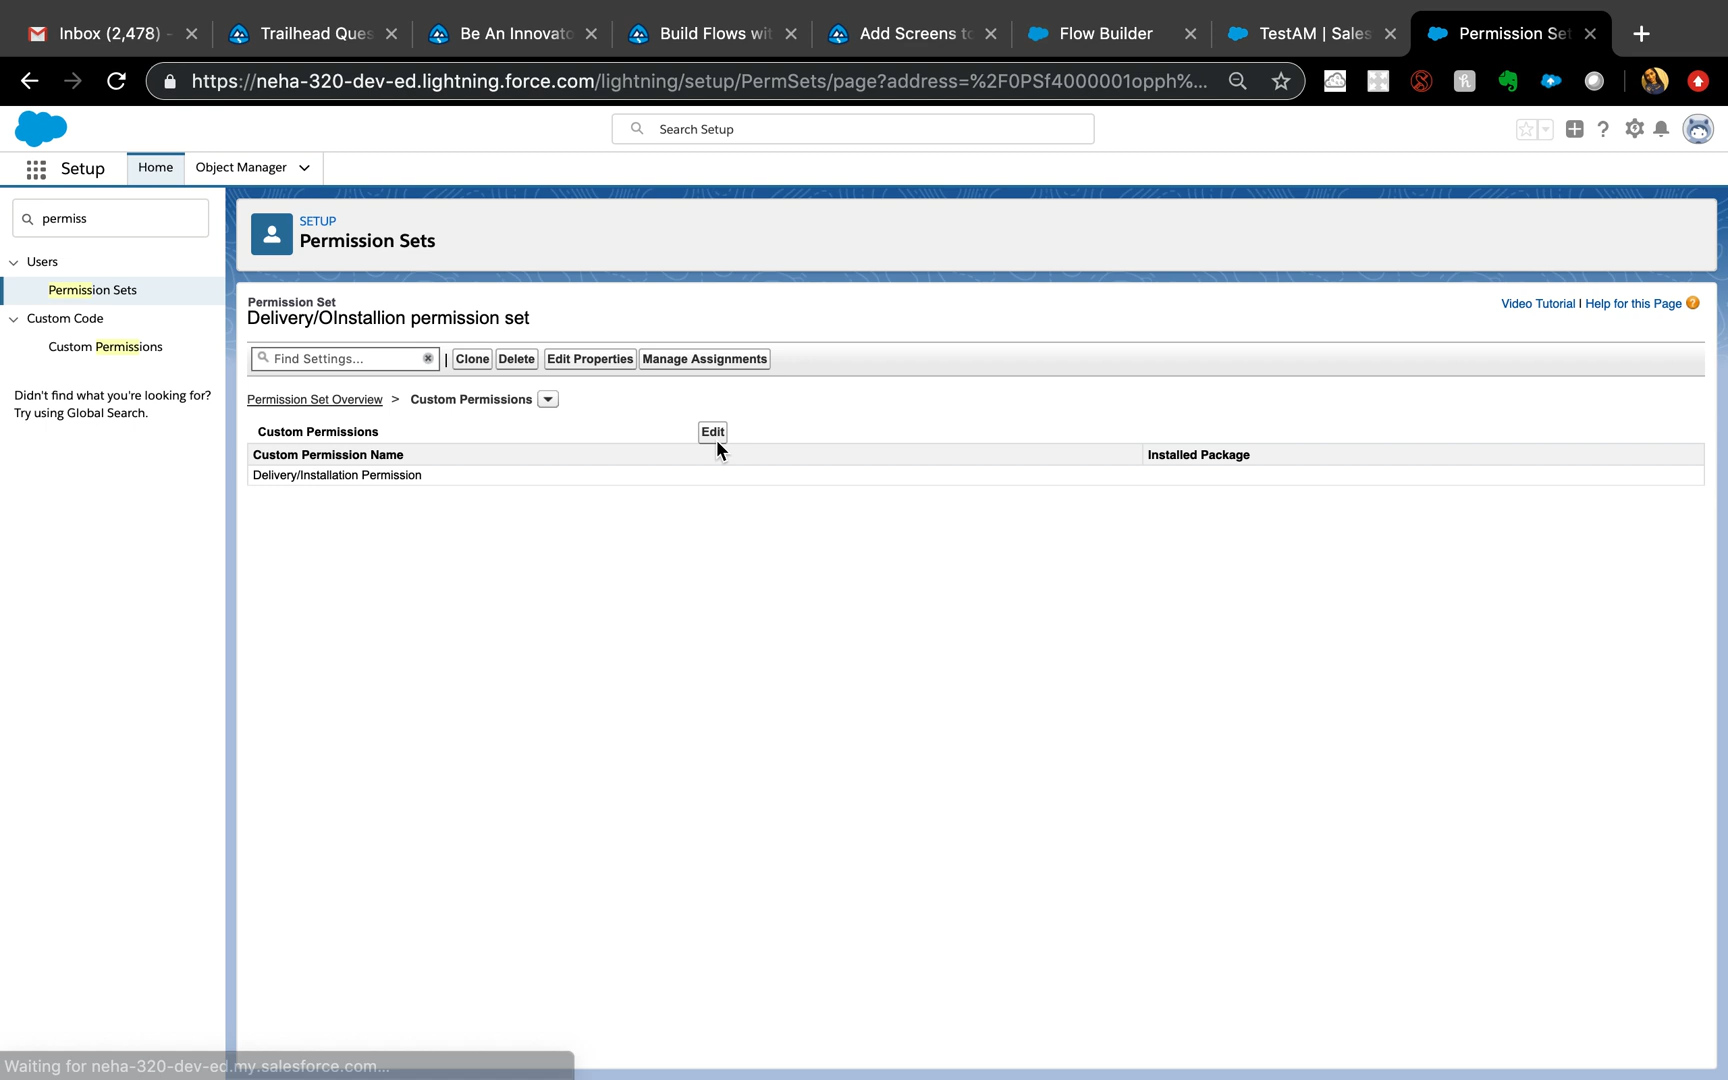 Inbox (2,478) -
Trailhead Ques
Be An Innovato
Build Flows wit
Add Screens to
Flow Builder
TestAM | Sales
Permission Set
https://neha-320-dev-ed.lightning.force.com/lightning/setup/PermSets/page?address=%2F0PSf4000001opph%...
Search Setup
Setup
Home
Object Manager
permiss
Users
Permission Sets
Custom Code
Custom Permissions
Didn't find what you're looking for?
Try using Global Search.
SETUP
Permission Sets
Permission Set
Delivery/OInstallion permission set
Video Tutorial | Help for this Page
Find Settings... | Clone Delete Edit Properties Manage Assignments
Permission Set Overview > Custom Permissions
Custom Permissions Edit
Custom Permission Name Installed Package
Delivery/Installation Permission
Waiting for neha-320-dev-ed.my.salesforce.com...